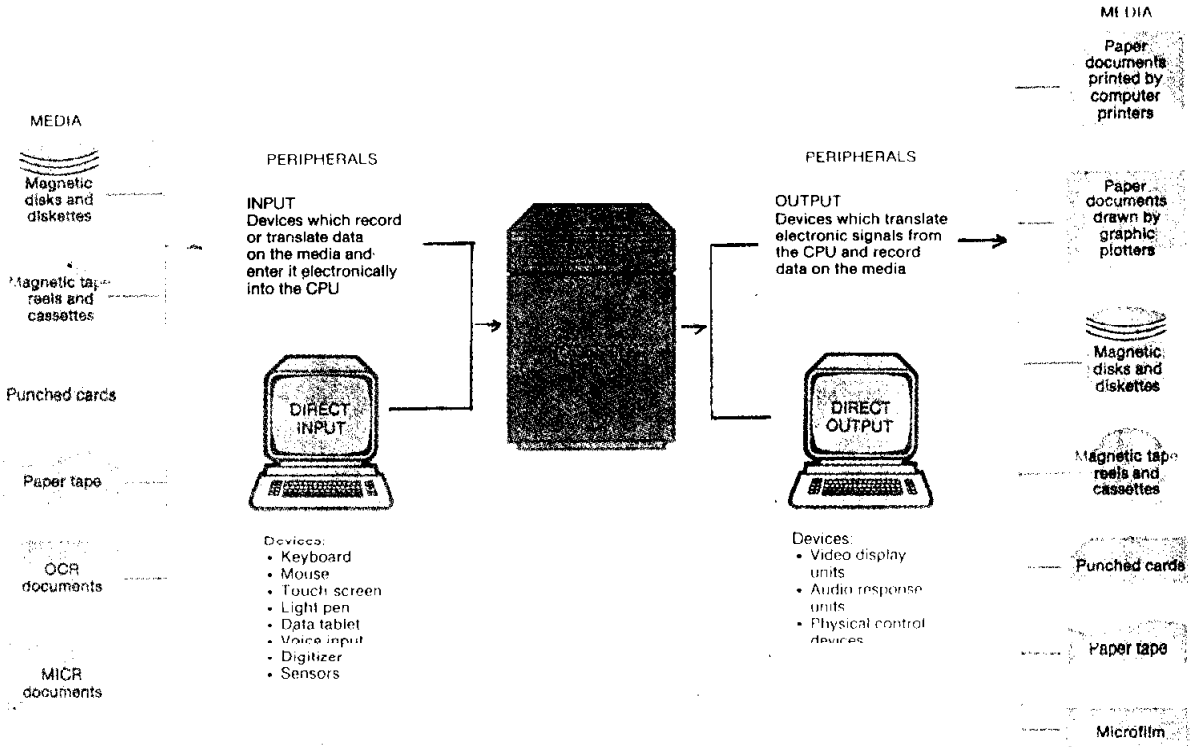 MEDIA
Magnetic
disks and
diskettes
Magnetic tape
reels and
cassettes
Punched cards
Paper tape
OCR
documents
MICR
documents
PERIPHERALS
INPUT
Devices which record
or translate data
on the media and
enter it electronically
into the CPU
DIRECT
INPUT
Devices:
• Keyboard
• Mouse
• Touch screen
• Light pen
• Data tablet
• Voice input
• Digitizer
• Sensors
PERIPHERALS
OUTPUT
Devices which translate
electronic signals from
the CPU and record
data on the media
DIRECT
OUTPUT
Devices:
• Video display
units
• Audio response
units
• Physical control
devices
MEDIA
Paper
documents
printed by
computer
printers
Paper
documents
drawn by
graphic
plotters
Magnetic
disks and
diskettes
Magnetic tape
reels and
cassettes
Punched cards
Paper tape
Microfilm